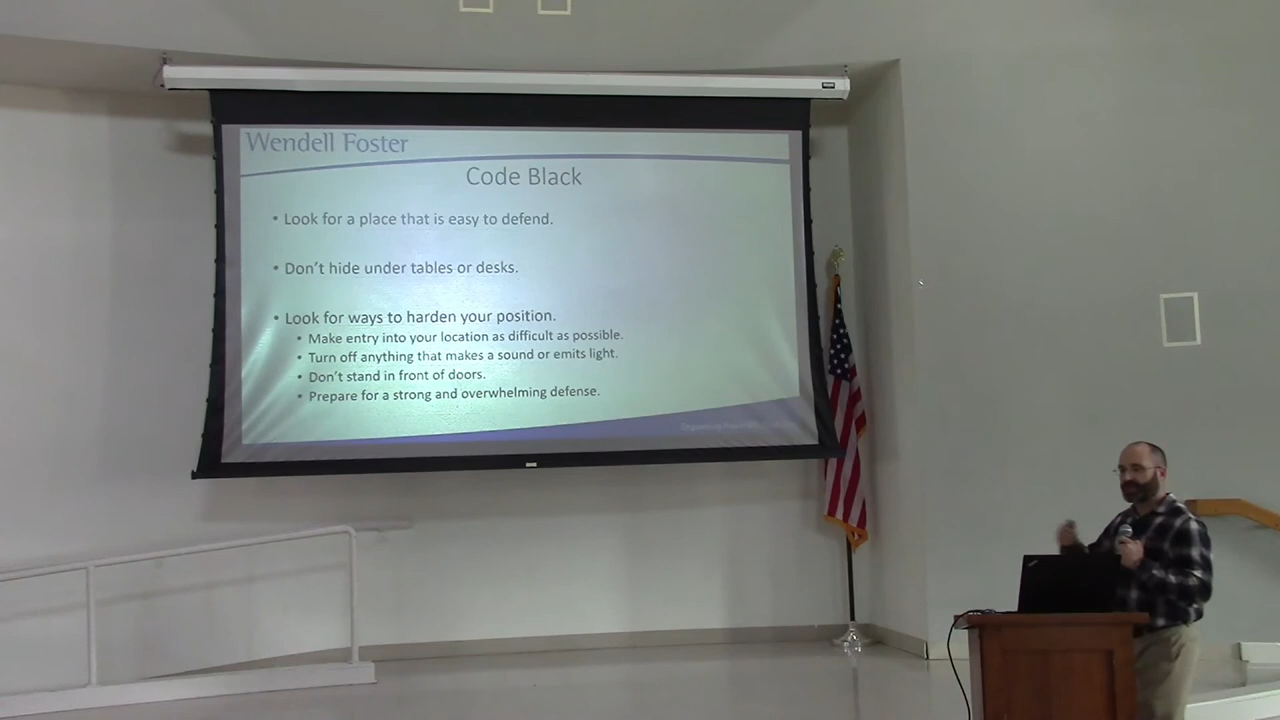 Wendell Foster
Code Black
• Look for a place that is easy to defend.
• Don't hide under tables or desks.
• Look for ways to harden your position.
• Make entry into your location as difficult as possible.
• Turn off anything that makes a sound or emits light.
• Don't stand in front of doors.
• Prepare for a strong and overwhelming defense.